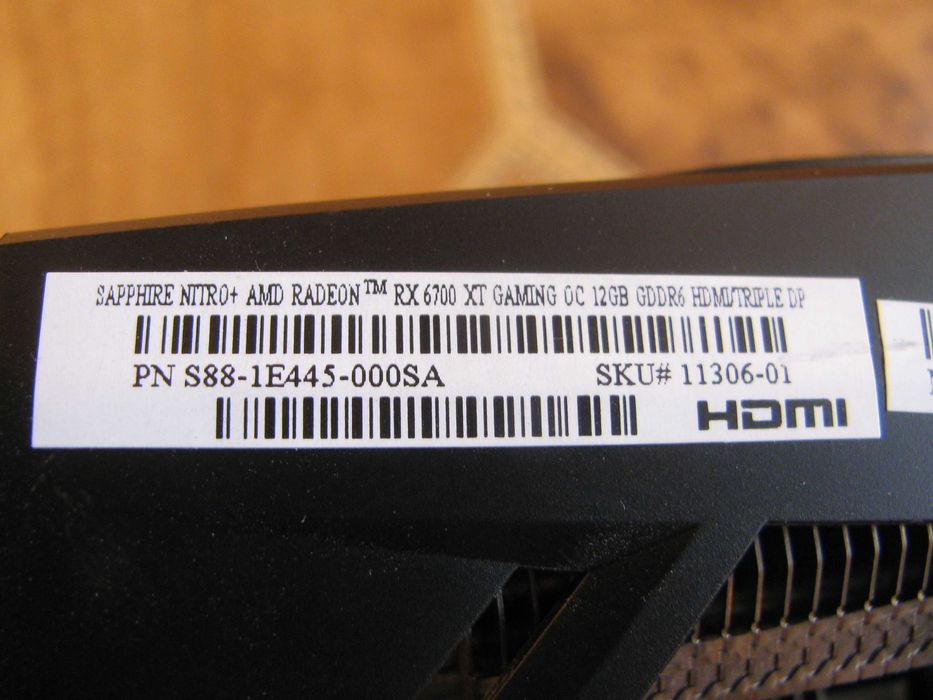 SAPPHIRE NITRO+ AMD RADEON™ RX 6700 XT GAMING OC 12GB GDDR6 HDMI/TRIPLE DP
PN S88-1E445-000SA SKU# 11306-01
HDMI